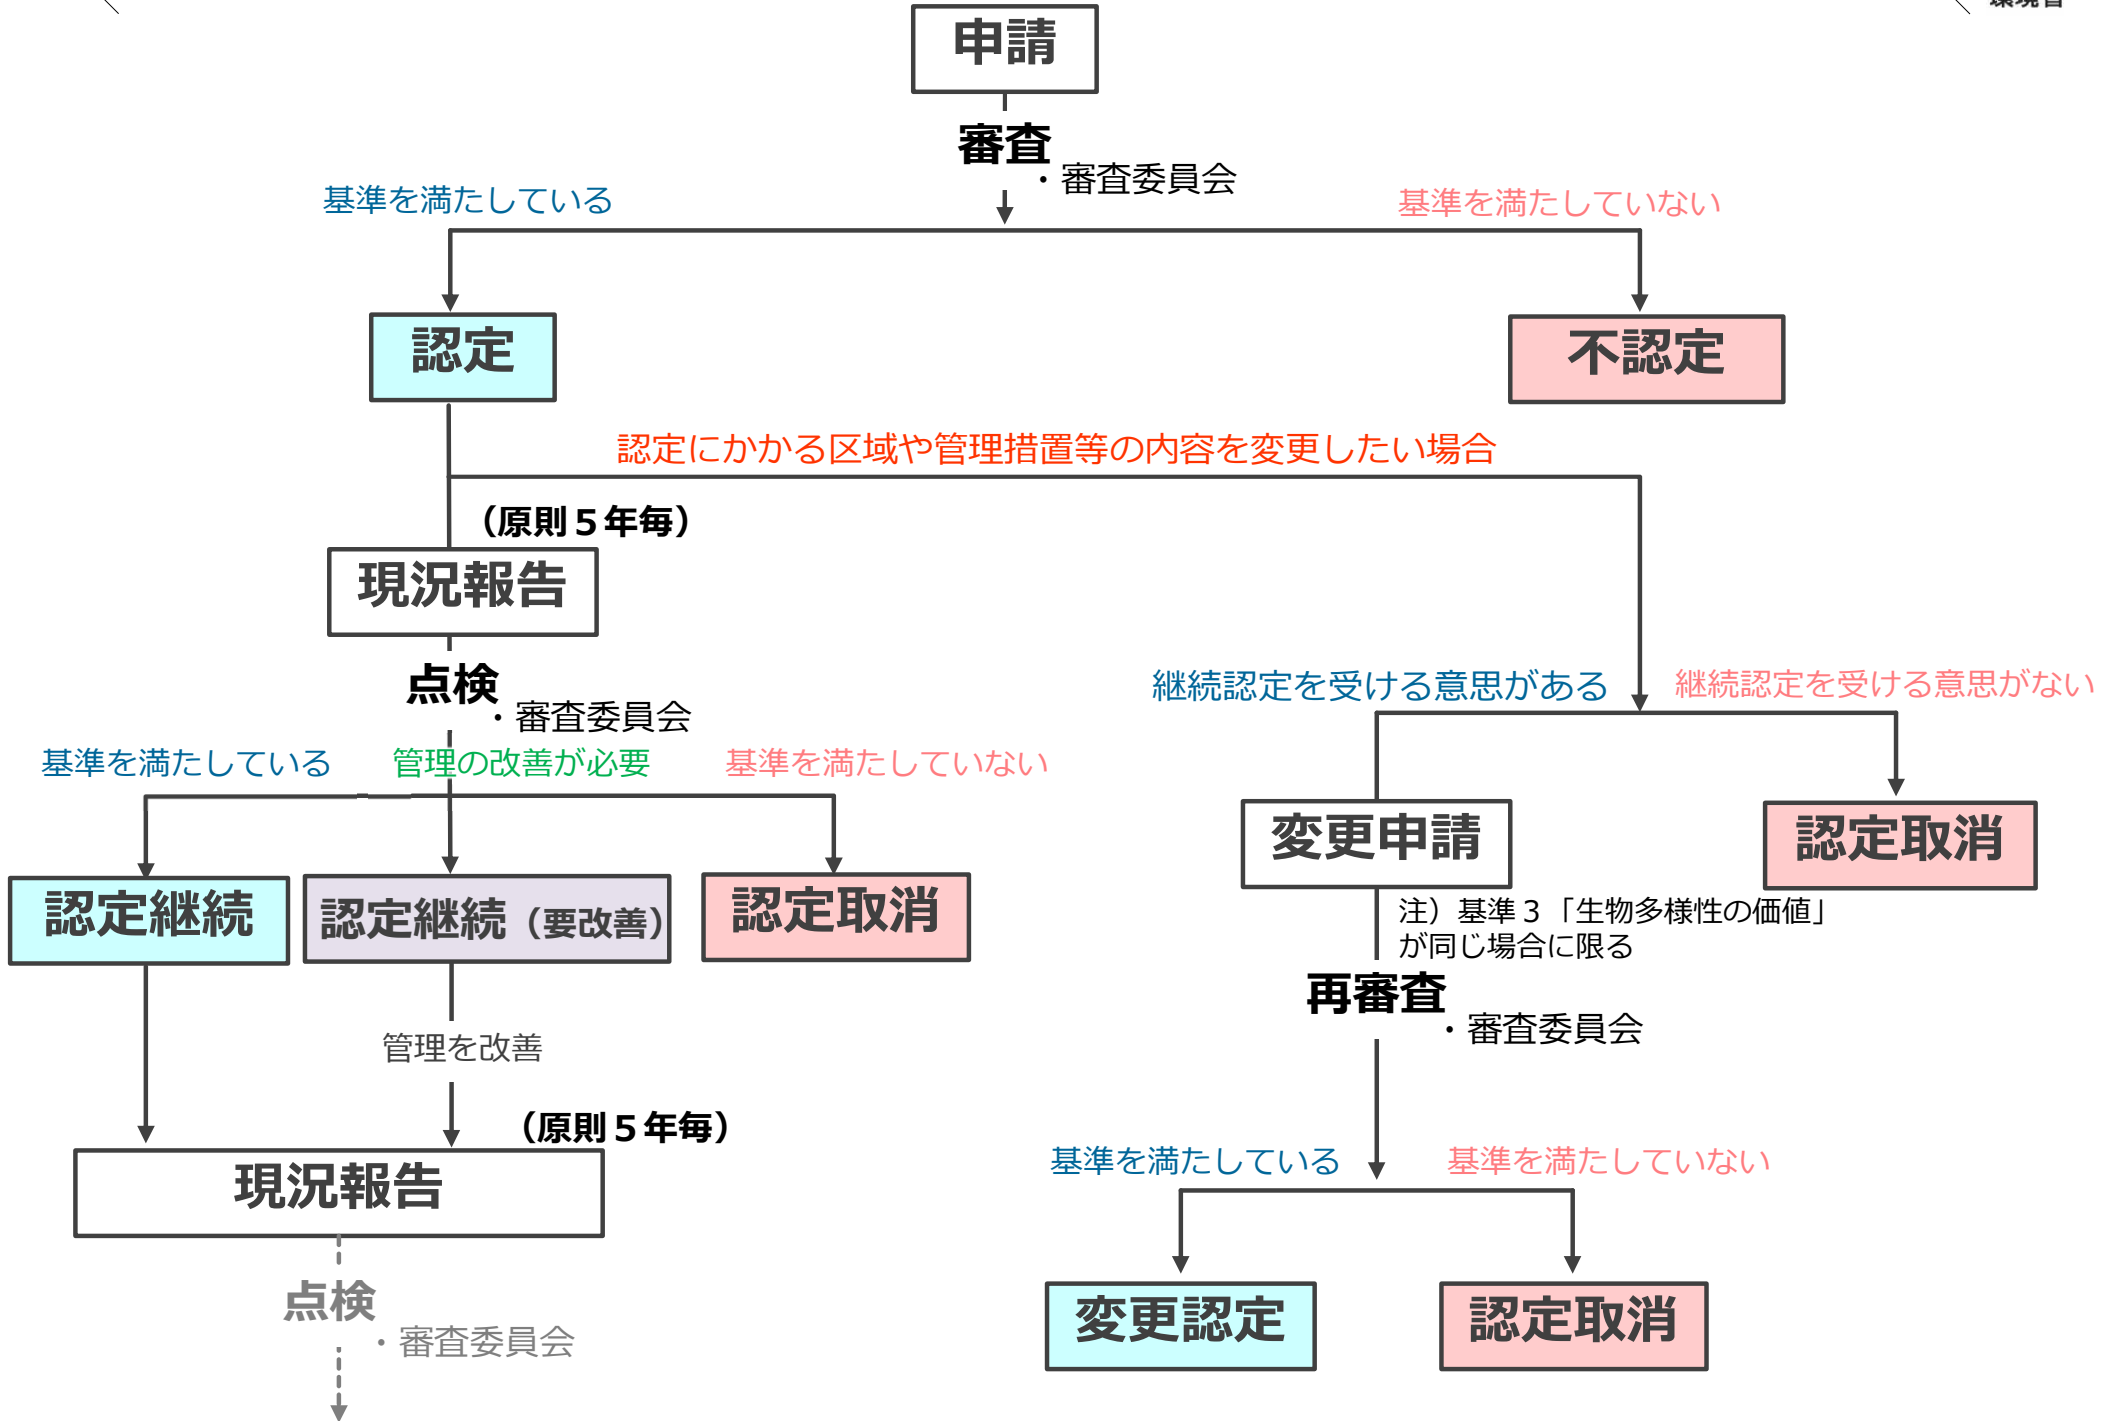 環境省
申請
審査
・審査委員会
基準を満たしている
基準を満たしていない
認定
不認定
認定にかかる区域や管理措置等の内容を変更したい場合
（原則５年毎）
現況報告
点検
・審査委員会
継続認定を受ける意思がある
継続認定を受ける意思がない
基準を満たしている
管理の改善が必要
基準を満たしていない
変更申請
認定取消
認定継続
認定継続（要改善）
認定取消
注）基準３「生物多様性の価値」
が同じ場合に限る
再審査
・審査委員会
管理を改善
（原則５年毎）
現況報告
基準を満たしている
基準を満たしていない
点検
・審査委員会
変更認定
認定取消